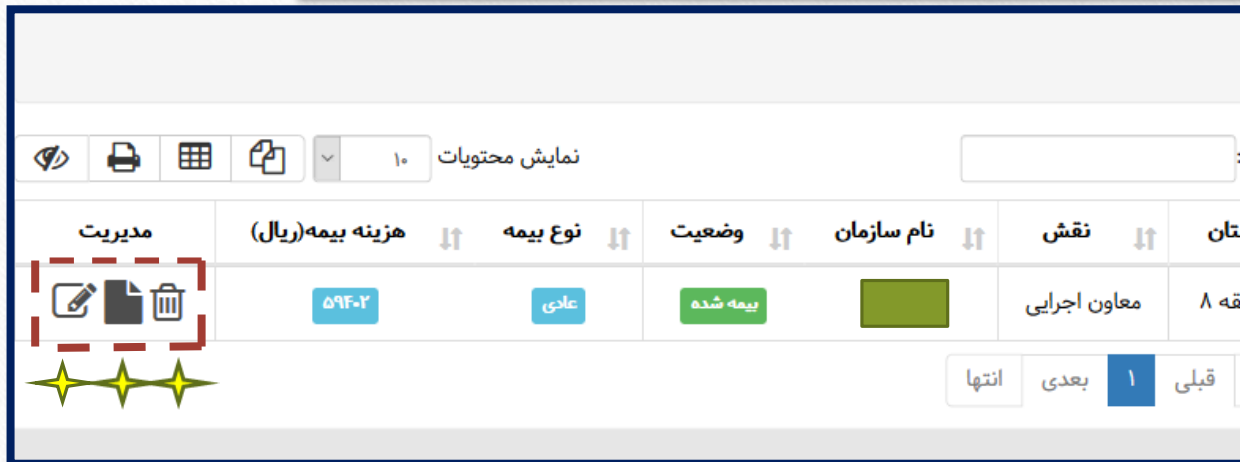 نمایش محتویات ۱۰
نقش نام سازمان وضعیت نوع بیمه هزینه بیمه(ریال) مدیریت
۸ معاون اجرایی بیمه شده عادی ۵۹۴۰۲
قبلی ۱ بعدی انتها